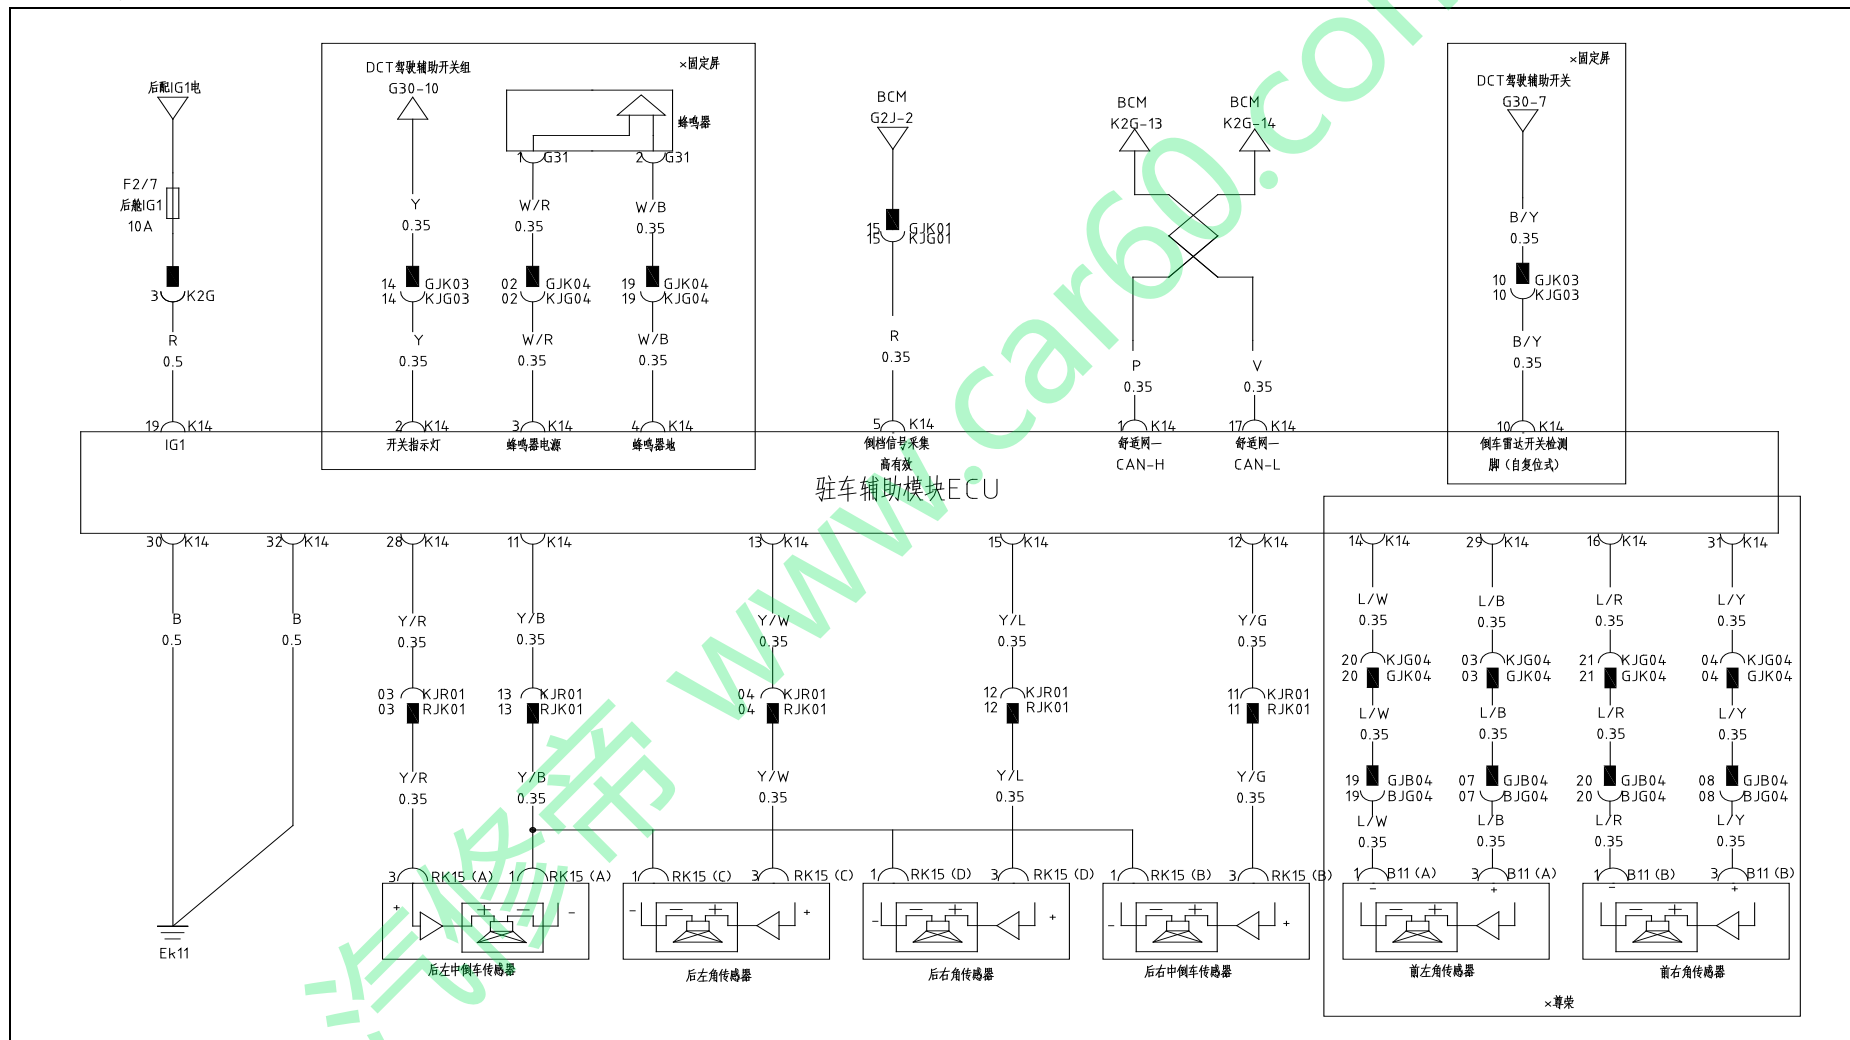 后配IG1电
F2/7
后舱IG1
10A
3 K2G
R
0.5
19 K14
IG1
×固定屏
DCT驾驶辅助开关组
G30-10
Y
0.35
14 GJK03
14 KJG03
Y
0.35
2 K14
开关指示灯
蜂鸣器
1 G31
W/R
0.35
02 GJK04
02 KJG04
W/R
0.35
3 K14
蜂鸣器电源
2 G31
W/B
0.35
19 GJK04
19 KJG04
W/B
0.35
4 K14
蜂鸣器地
BCM
G2J-2
15 GJK01
15 KJG01
R
0.35
5 K14
倒档信号采集
高有效
BCM
K2G-13
P
0.35
1 K14
舒适网一
CAN-H
BCM
K2G-14
V
0.35
17 K14
舒适网一
CAN-L
×固定屏
DCT驾驶辅助开关
G30-7
B/Y
0.35
10 GJK03
10 KJG03
B/Y
0.35
10 K14
倒车雷达开关检测
脚（自复位式）
驻车辅助模块ECU
30 K14
B
0.5
32 K14
B
0.5
Ek11
28 K14
Y/R
0.35
03 KJR01
03 RJK01
Y/R
0.35
3 RK15 (A)
11 K14
Y/B
0.35
13 KJR01
13 RJK01
Y/B
0.35
1 RK15 (A)
+ + − −
后左中倒车传感器
1 RK15 (C)
13 K14
Y/W
0.35
04 KJR01
04 RJK01
Y/W
0.35
3 RK15 (C)
− − + +
后左角传感器
1 RK15 (D)
15 K14
Y/L
0.35
12 KJR01
12 RJK01
Y/L
0.35
3 RK15 (D)
− − + +
后右角传感器
1 RK15 (B)
12 K14
Y/G
0.35
11 KJR01
11 RJK01
Y/G
0.35
3 RK15 (B)
− − + +
后右中倒车传感器
14 K14
L/W
0.35
20 KJG04
20 GJK04
L/W
0.35
19 GJB04
19 BJG04
L/W
0.35
1 B11 (A)
29 K14
L/B
0.35
03 KJG04
03 GJK04
L/B
0.35
07 GJB04
07 BJG04
L/B
0.35
3 B11 (A)
− +
− +
前左角传感器
16 K14
L/R
0.35
21 KJG04
21 GJK04
L/R
0.35
20 GJB04
20 BJG04
L/R
0.35
1 B11 (B)
31 K14
L/Y
0.35
04 KJG04
04 GJK04
L/Y
0.35
08 GJB04
08 BJG04
L/Y
0.35
3 B11 (B)
− +
− +
前右角传感器
×尊荣
汽修帝 www.car60.com